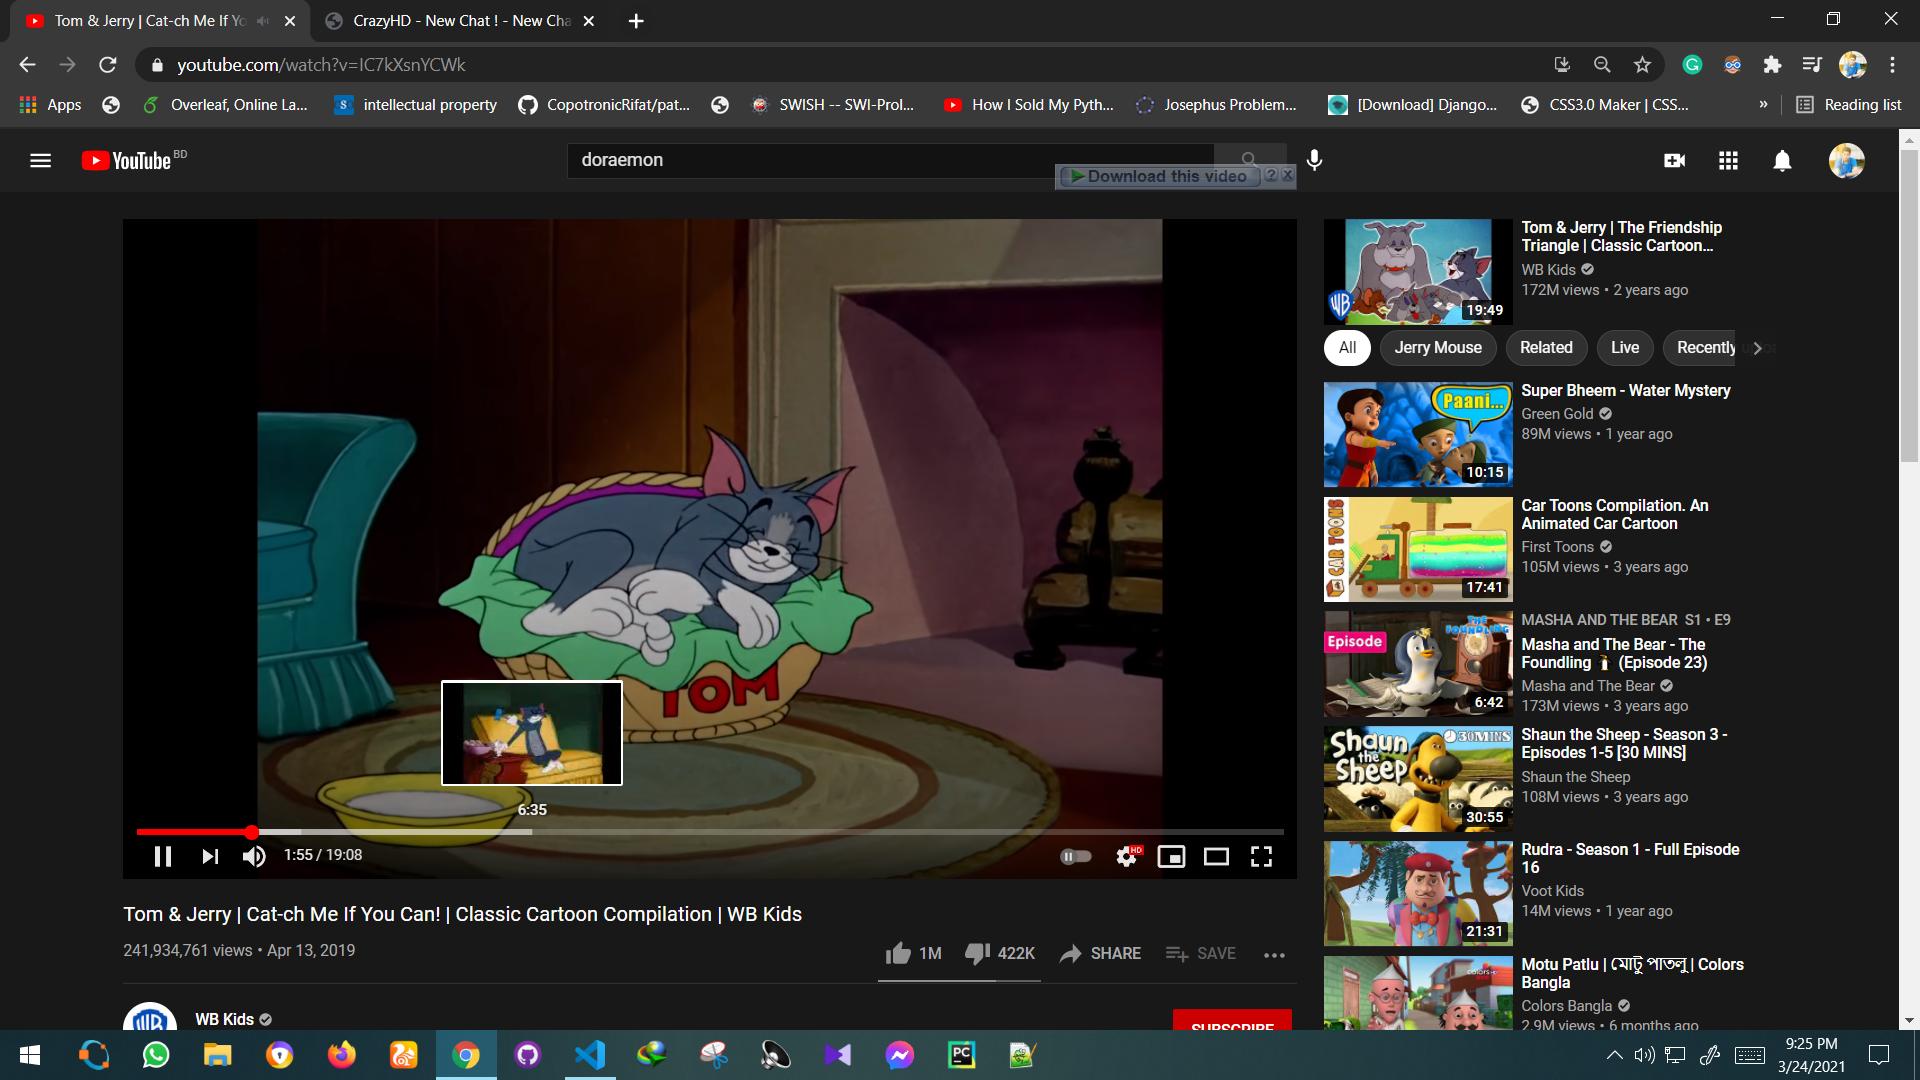 Tom & Jerry | Cat-ch Me If Yo
CrazyHD - New Chat ! - New Cha
youtube.com/watch?v=IC7kXsnYCWk
Apps
Overleaf, Online La...
intellectual property
CopotronicRifat/pat...
SWISH -- SWI-Prol...
How I Sold My Pyth...
Josephus Problem...
[Download] Django...
CSS3.0 Maker | CSS...
»
Reading list
YouTube BD
doraemon
Download this video
TOM
6:35
1:55 / 19:08
HD
Tom & Jerry | Cat-ch Me If You Can! | Classic Cartoon Compilation | WB Kids
241,934,761 views • Apr 13, 2019
1M
422K
SHARE
SAVE
WB Kids
SUBSCRIBE
19:49
Tom & Jerry | The Friendship
Triangle | Classic Cartoon...
WB Kids
172M views • 2 years ago
All
Jerry Mouse
Related
Live
Recently
Paani...
10:15
Super Bheem - Water Mystery
Green Gold
89M views • 1 year ago
CAR TOONS
17:41
Car Toons Compilation. An
Animated Car Cartoon
First Toons
105M views • 3 years ago
Episode
THE FOUNDLING
6:42
MASHA AND THE BEAR S1 • E9
Masha and The Bear - The
Foundling 🐧 (Episode 23)
Masha and The Bear
173M views • 3 years ago
Shaun the Sheep
30MINS
30:55
Shaun the Sheep - Season 3 -
Episodes 1-5 [30 MINS]
Shaun the Sheep
108M views • 3 years ago
21:31
Rudra - Season 1 - Full Episode
16
Voot Kids
14M views • 1 year ago
Motu Patlu | মোটু পাতলু | Colors
Bangla
Colors Bangla
2.9M views • 6 months ago
9:25 PM
3/24/2021